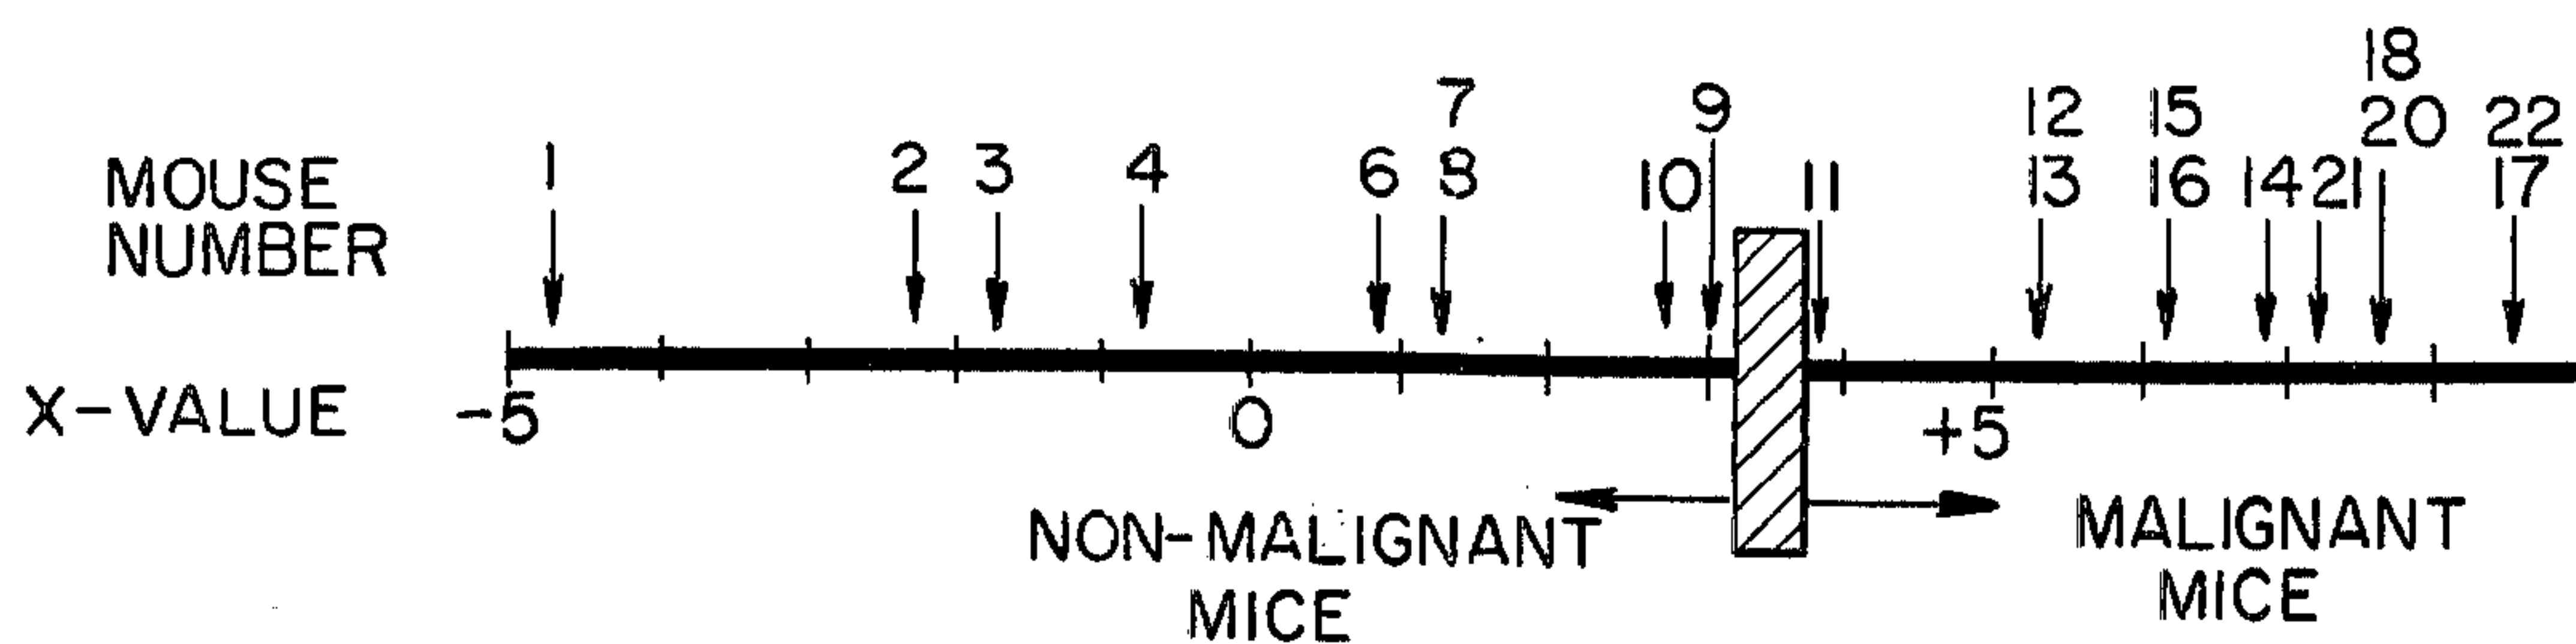 18
7 9 12 15 20 22
MOUSE 1 2 3 4 6 8 10 11 13 16 14 21 17
NUMBER
X-VALUE -5 0 +5
NON-MALIGNANT MALIGNANT
MICE MICE